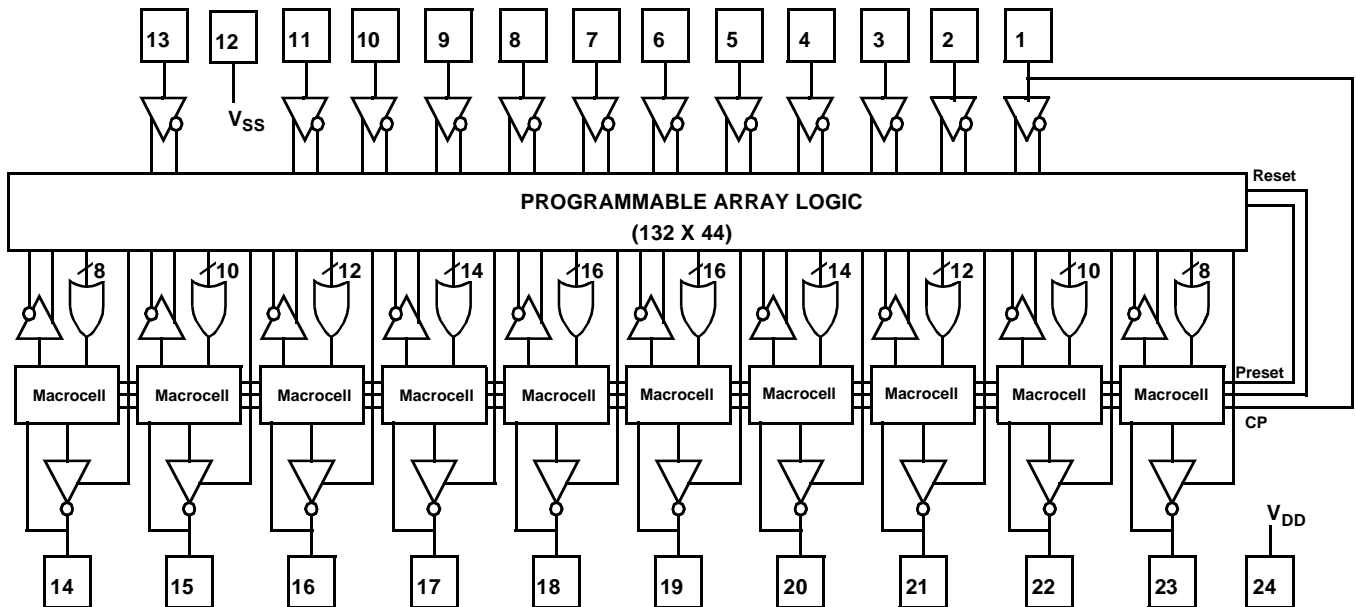 13 12 11 10 9 8 7 6 5 4 3 2 1
VSS
Reset
PROGRAMMABLE ARRAY LOGIC
(132 X 44)
8 10 12 14 16 16 14 12 10 8
Preset
Macrocell Macrocell Macrocell Macrocell Macrocell Macrocell Macrocell Macrocell Macrocell Macrocell
CP
VDD
14 15 16 17 18 19 20 21 22 23 24